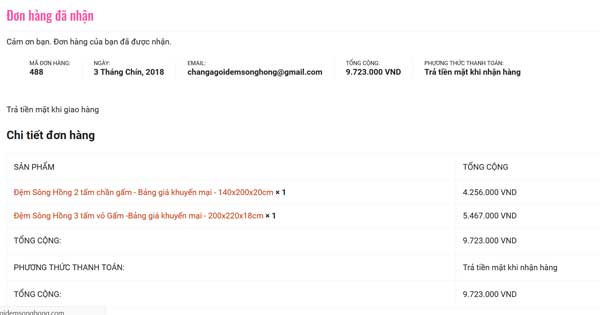 Đơn hàng đã nhận
Cảm ơn bạn. Đơn hàng của bạn đã được nhận.
MÃ ĐƠN HÀNG: NGÀY: EMAIL: TỔNG CỘNG: PHƯƠNG THỨC THANH TOÁN:
488 3 Tháng Chín, 2018 changagoidemsonghong@gmail.com 9.723.000 VND Trả tiền mặt khi nhận hàng
Trả tiền mặt khi giao hàng
Chi tiết đơn hàng
SẢN PHẨM TỔNG CỘNG
Đệm Sông Hồng 2 tấm chần gấm - Bảng giá khuyến mại - 140x200x20cm × 1 4.256.000 VND
Đệm Sông Hồng 3 tấm vỏ Gấm -Bảng giá khuyến mại - 200x220x18cm × 1 5.467.000 VND
TỔNG CỘNG: 9.723.000 VND
PHƯƠNG THỨC THANH TOÁN: Trả tiền mặt khi nhận hàng
TỔNG CỘNG: 9.723.000 VND
oidemsonghong.com